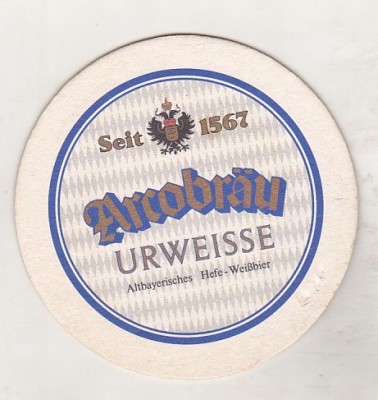 Seit 1567
Arcobräu
URWEISSE
Altbayerisches Hefe-Weißbier